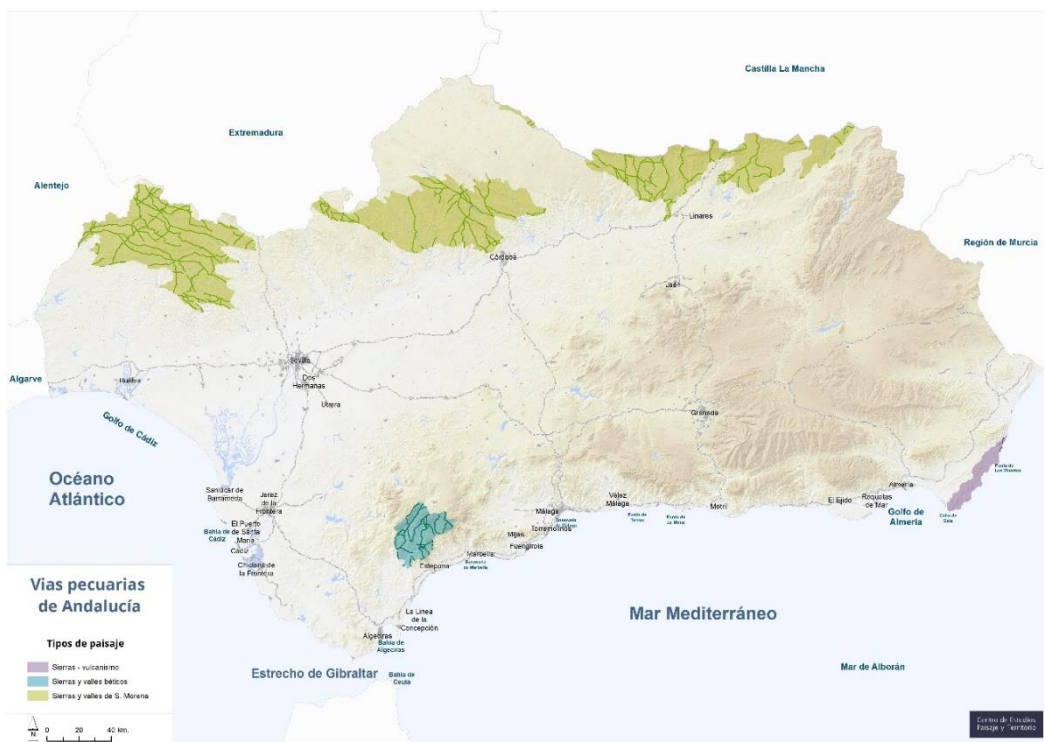 Castilla La Mancha
Extremadura
Alentejo
Linares
Región de Murcia
Córdoba
Jaén
Sevilla
Dos
Hermanas
Algarve
Huelva
Utrera
Golfo de Cádiz
Granada
Océano
Atlántico
Sanlúcar de
Barrameda
Jerez
de la
Frontera
Málaga
Vélez
Málaga
Motril
El Ejido
Almería
Roquetas
de Mar
Golfo de
Almería
El Puerto
de Santa
María
Bahía de
Cádiz
Cádiz
Chiclana de
la Frontera
Torremolinos
Mijas
Fuengirola
Marbella
Estepona
Vias pecuarias
de Andalucía
La Línea
de la
Concepción
Mar Mediterráneo
Algeciras
Bahía de
Algeciras
Tipos de paisaje
Sierras - vulcanismo
Sierras y valles béticos
Sierras y valles de S. Morena
Estrecho de Gibraltar
Bahía de
Ceuta
Mar de Alborán
N
0 20 40 km.
Centro de Estudios
Paisaje y Territorio